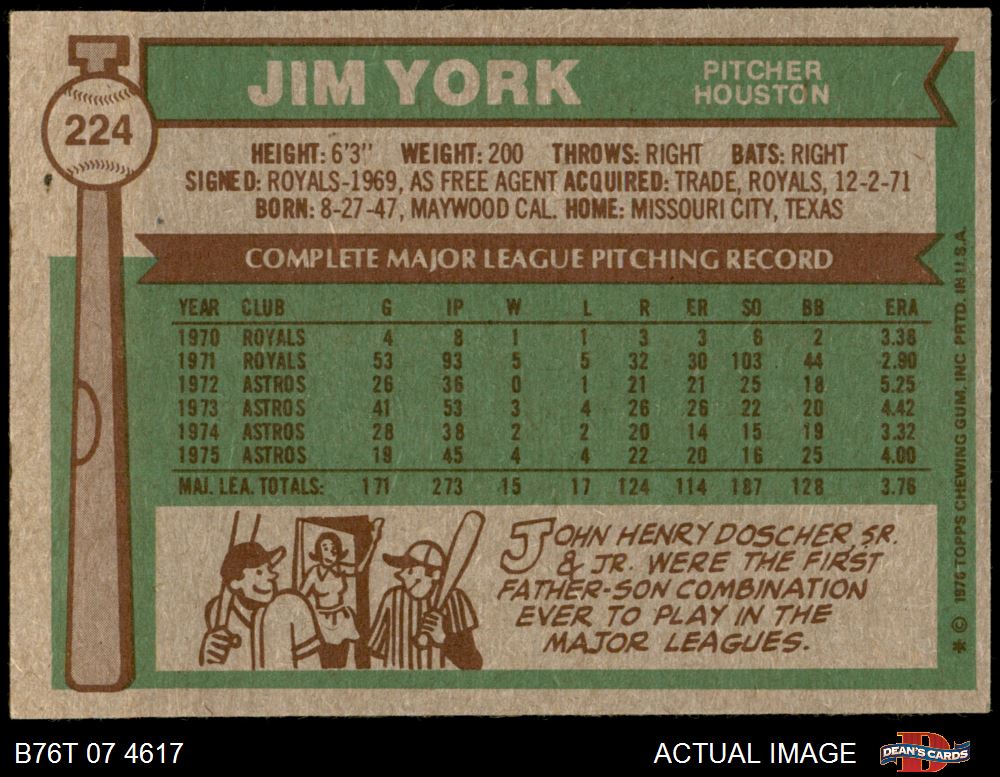 224
JIM YORK
PITCHER
HOUSTON
HEIGHT: 6'3" WEIGHT: 200 THROWS: RIGHT BATS: RIGHT
SIGNED: ROYALS-1969, AS FREE AGENT ACQUIRED: TRADE, ROYALS, 12-2-71
BORN: 8-27-47, MAYWOOD CAL. HOME: MISSOURI CITY, TEXAS
COMPLETE MAJOR LEAGUE PITCHING RECORD
YEAR CLUB G IP W L R ER SO BB ERA
1970 ROYALS 4 8 1 1 3 3 6 2 3.38
1971 ROYALS 53 93 5 5 32 30 103 44 2.90
1972 ASTROS 26 36 0 1 21 21 25 18 5.25
1973 ASTROS 41 53 3 4 26 26 22 20 4.42
1974 ASTROS 28 38 2 2 20 14 15 19 3.32
1975 ASTROS 19 45 4 4 22 20 16 25 4.00
MAJ. LEA. TOTALS: 171 273 15 17 124 114 187 128 3.76
JOHN HENRY DOSCHER, SR.
& JR. WERE THE FIRST
FATHER-SON COMBINATION
EVER TO PLAY IN THE
MAJOR LEAGUES.
* © 1976 TOPPS CHEWING GUM, INC PRTD. IN U.S.A.
B76T 07 4617
ACTUAL IMAGE
DEAN'S CARDS